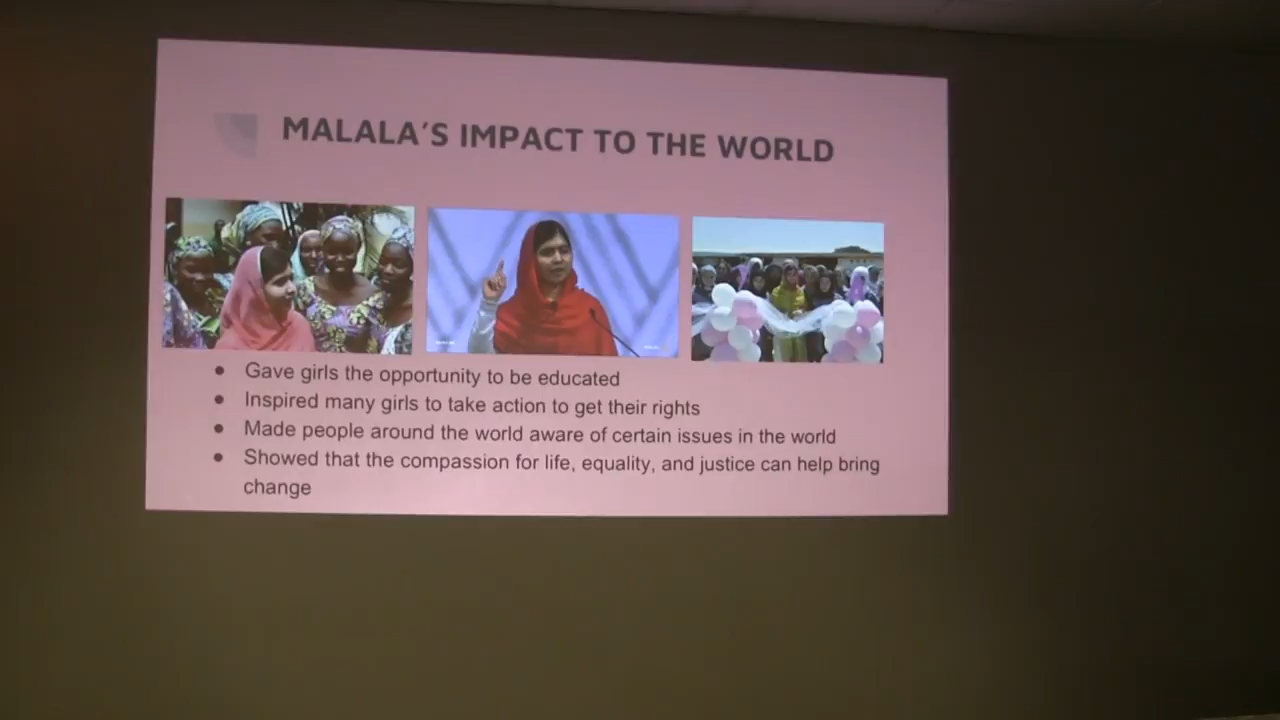 MALALA'S IMPACT TO THE WORLD
● Gave girls the opportunity to be educated
● Inspired many girls to take action to get their rights
● Made people around the world aware of certain issues in the world
● Showed that the compassion for life, equality, and justice can help bring
change